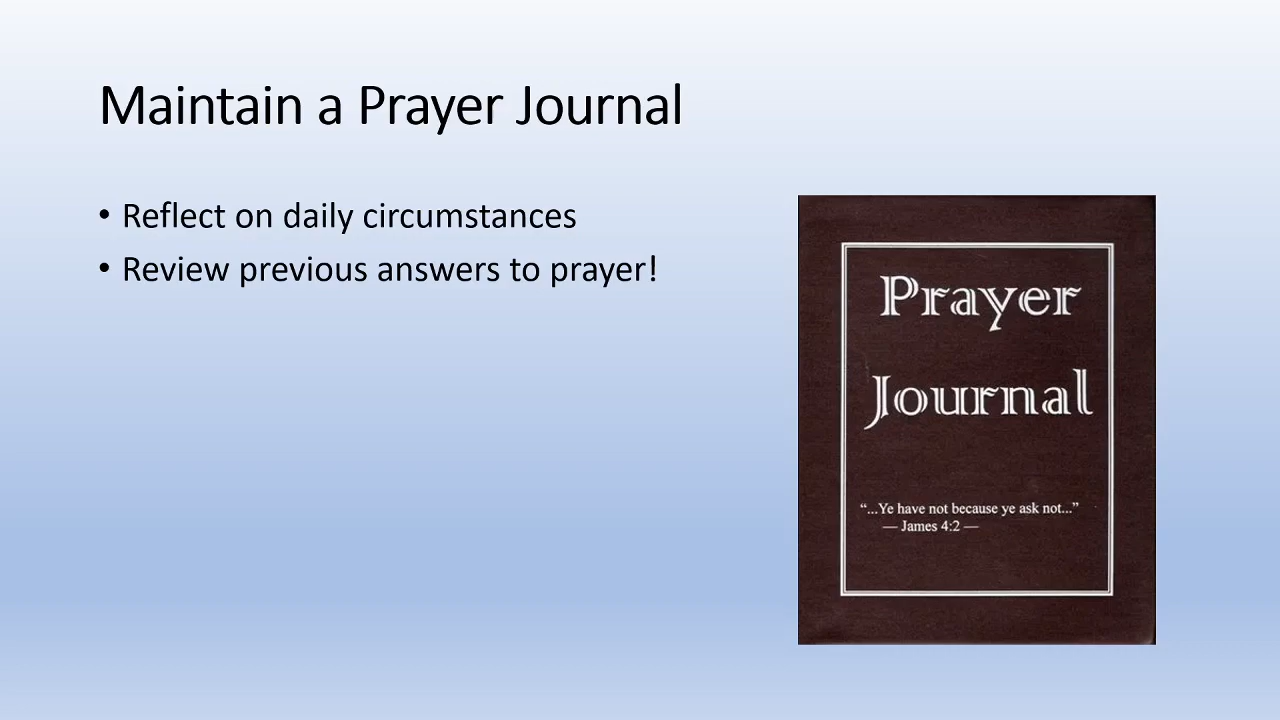 Maintain a Prayer Journal
• Reflect on daily circumstances
• Review previous answers to prayer!
Prayer
Journal
“...Ye have not because ye ask not...”
— James 4:2 —